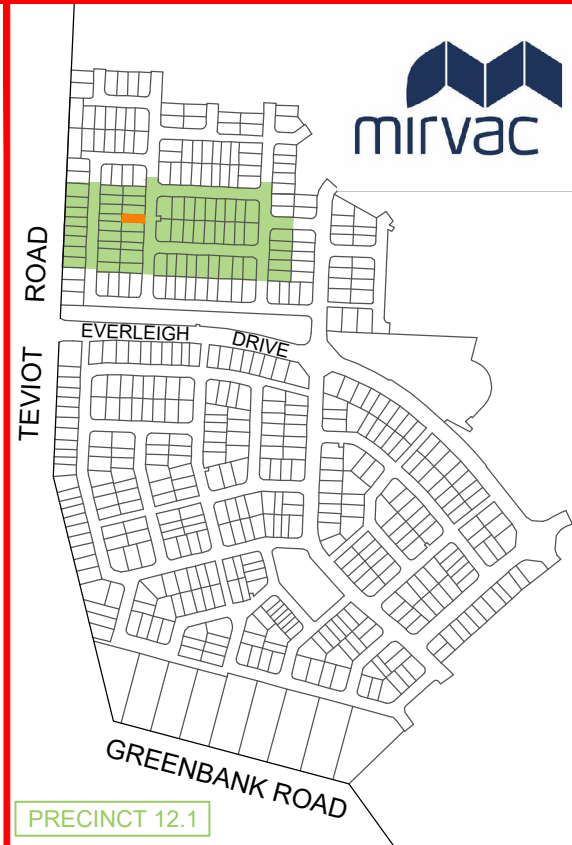 mirvac
TEVIOT ROAD
EVERLEIGH DRIVE
GREENBANK ROAD
PRECINCT 12.1